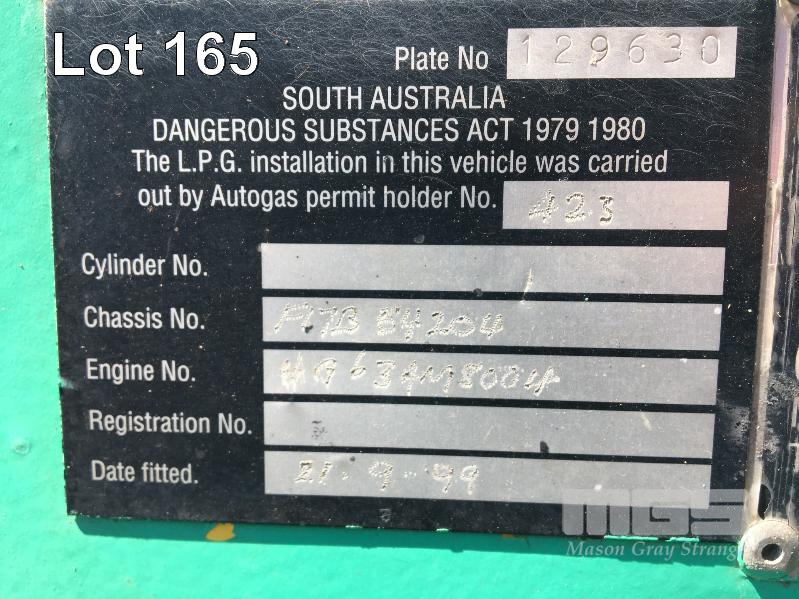 Lot 165
Plate No 129630
SOUTH AUSTRALIA
DANGEROUS SUBSTANCES ACT 1979 1980
The L.P.G. installation in this vehicle was carried
out by Autogas permit holder No. 423
Cylinder No.
Chassis No.
Engine No.
Registration No.
Date fitted. 21.9.99
MGS
Mason Gray Strang